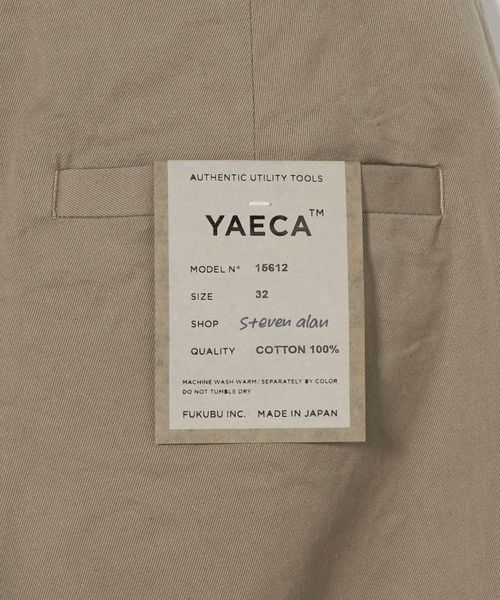 AUTHENTIC UTILITY TOOLS
YAECA™
MODEL N° 15612
SIZE 32
SHOP Steven alan
QUALITY COTTON 100%
MACHINE WASH WARM/SEPARATELY BY COLOR
DO NOT TUMBLE DRY
FUKUBU INC. MADE IN JAPAN